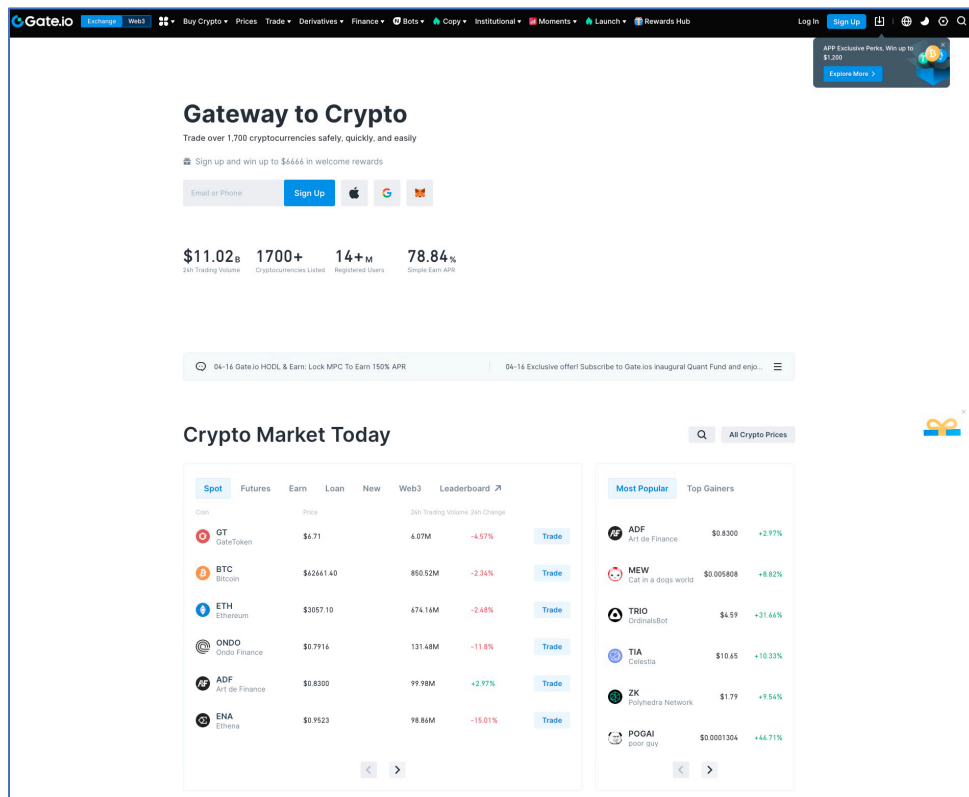 Gate.io Exchange Web3 Buy Crypto Prices Trade Derivatives Finance Bots Copy Institutional Moments Launch Rewards Hub Log In Sign Up
APP Exclusive Perks, Win up to
$1,200
Explore More >
Gateway to Crypto
Trade over 1,700 cryptocurrencies safely, quickly, and easily
Sign up and win up to $6666 in welcome rewards
Email or Phone Sign Up
$11.02B 1700+ 14+M 78.84%
24h Trading Volume Cryptocurrencies Listed Registered Users Simple Earn APR
04-16 Gate.io HODL & Earn: Lock MPC To Earn 150% APR 04-16 Exclusive offer! Subscribe to Gate.ios inaugural Quant Fund and enjo...
Crypto Market Today
All Crypto Prices
Spot Futures Earn Loan New Web3 Leaderboard
Coin Price 24h Trading Volume 24h Change
GT
GateToken
$6.71 6.07M -4.57% Trade
BTC
Bitcoin
$62661.40 850.52M -2.34% Trade
ETH
Ethereum
$3057.10 674.16M -2.48% Trade
ONDO
Ondo Finance
$0.7916 131.48M -11.8% Trade
ADF
Art de Finance
$0.8300 99.98M +2.97% Trade
ENA
Ethena
$0.9523 98.86M -15.01% Trade
Most Popular Top Gainers
ADF
Art de Finance
$0.8300 +2.97%
MEW
Cat in a dogs world
$0.005808 +8.82%
TRIO
OrdinalsBot
$4.59 +31.66%
TIA
Celestia
$10.65 +10.33%
ZK
Polyhedra Network
$1.79 +9.54%
POGAI
poor guy
$0.0001304 +46.71%